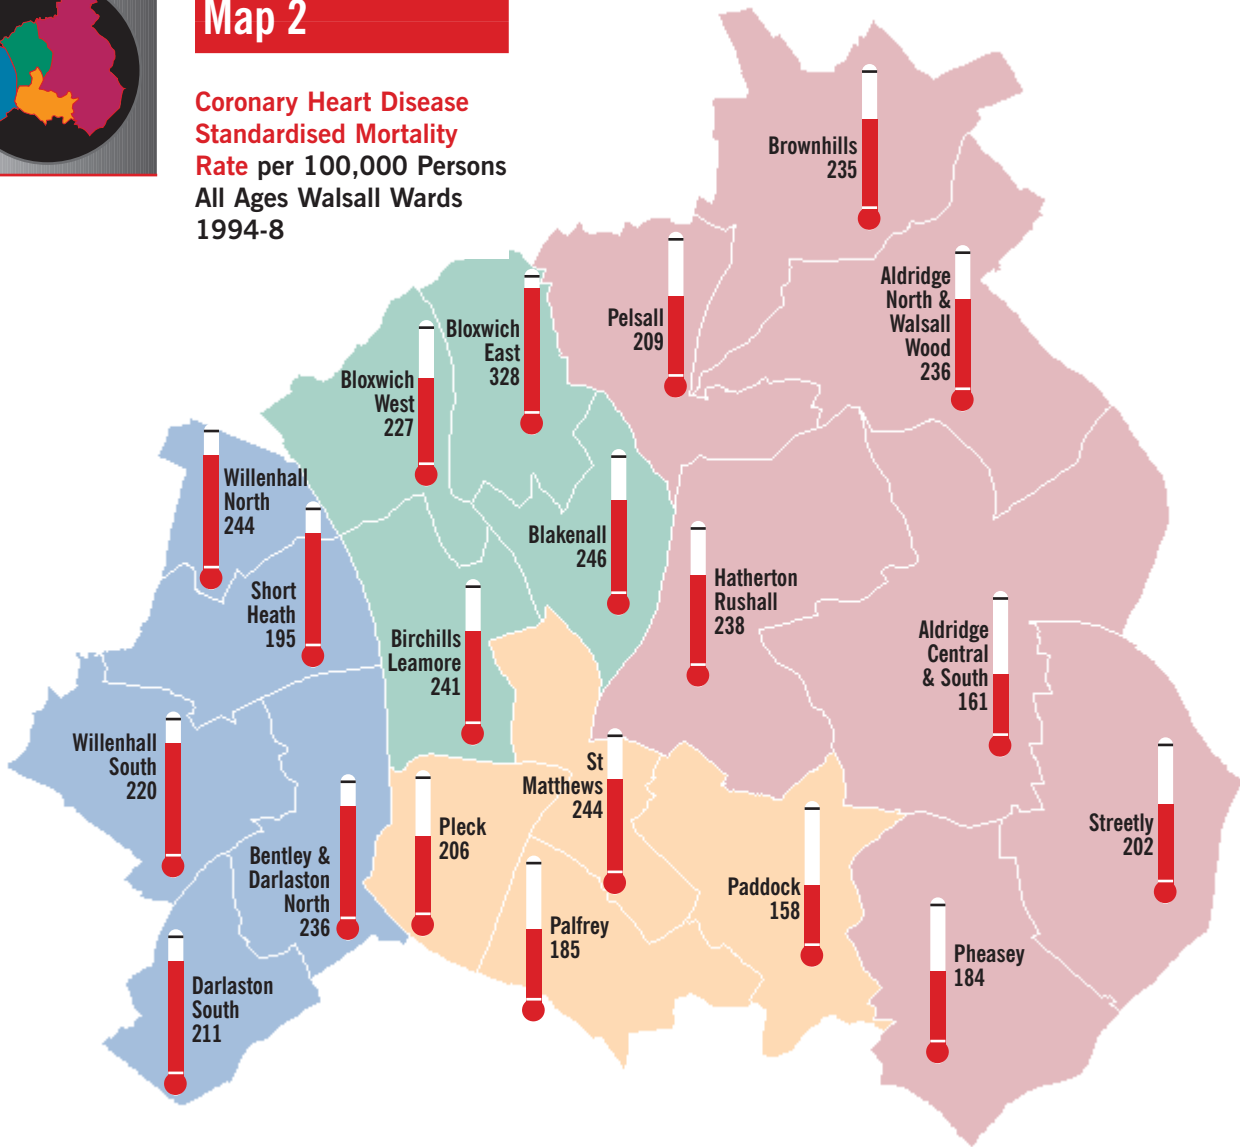 Map 2
Coronary Heart Disease
Standardised Mortality
Rate per 100,000 Persons
All Ages Walsall Wards
1994-8
Brownhills
235
Aldridge
North &
Walsall
Wood
236
Pelsall
209
Bloxwich
East
328
Bloxwich
West
227
Willenhall
North
244
Short
Heath
195
Blakenall
246
Hatherton
Rushall
238
Birchills
Leamore
241
Aldridge
Central
& South
161
Willenhall
South
220
St
Matthews
244
Pleck
206
Streetly
202
Bentley &
Darlaston
North
236
Paddock
158
Palfrey
185
Pheasey
184
Darlaston
South
211